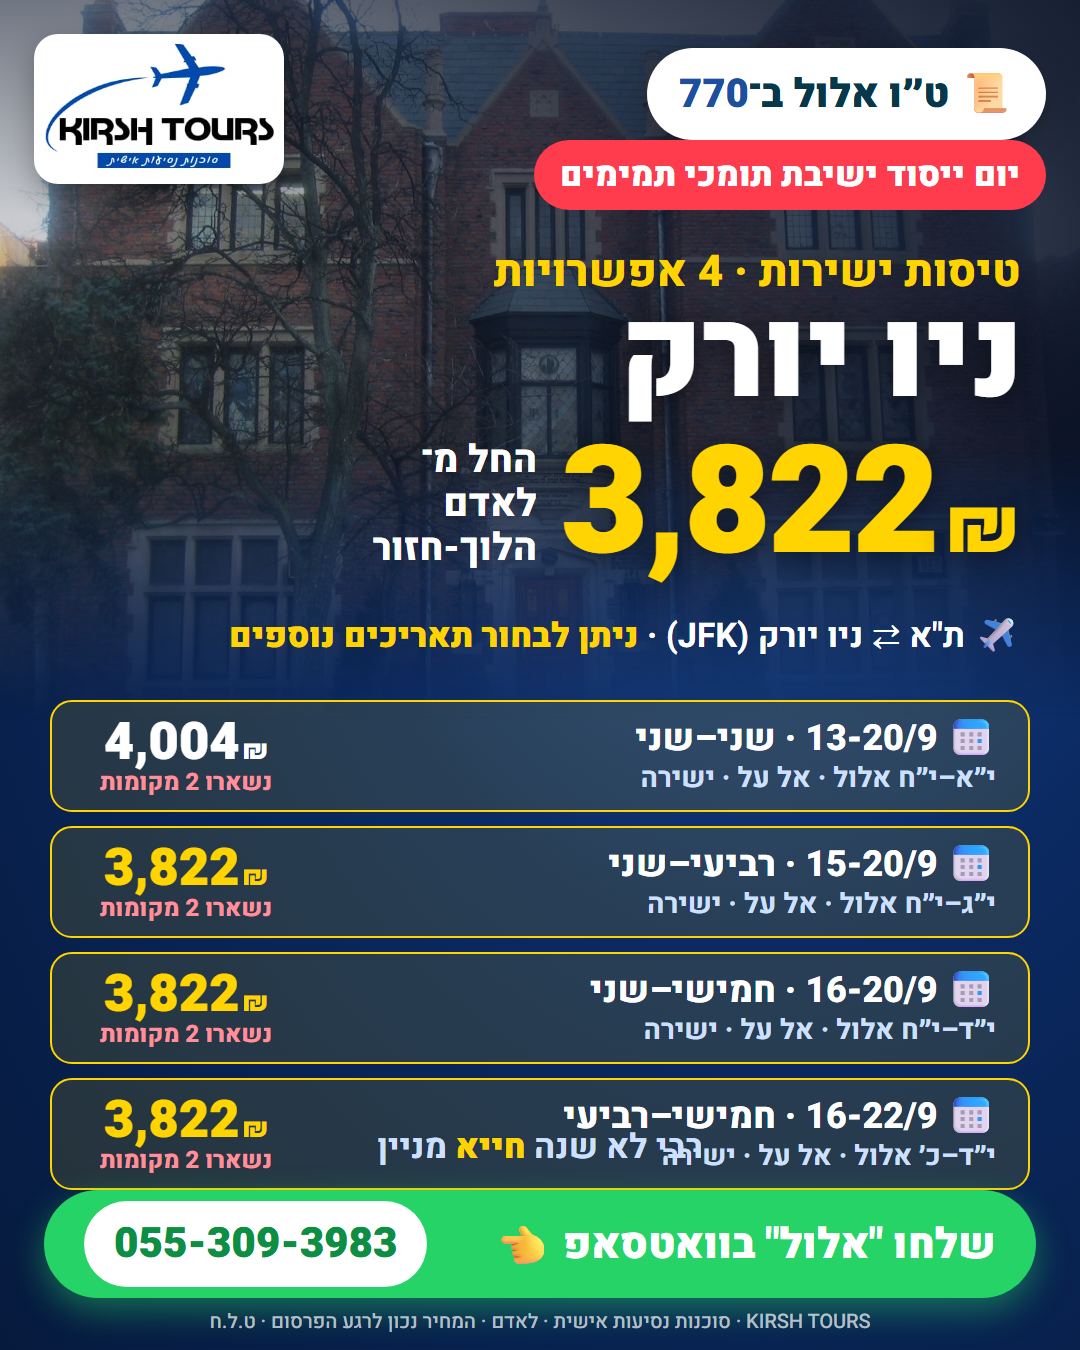 KIRSH TOURS
סוכנות נסיעות אישית
ט״ו אלול ב־770
יום ייסוד ישיבת תומכי תמימים
טיסות ישירות · 4 אפשרויות
ניו יורק
₪3,822
החל מ־
לאדם
הלוך-חזור
ת"א ⇄ ניו יורק (JFK) · ניתן לבחור תאריכים נוספים
13-20/9 · שני–שני
י״א–י״ח אלול · אל על · ישירה
₪4,004
נשארו 2 מקומות
15-20/9 · רביעי–שני
י״ג–י״ח אלול · אל על · ישירה
₪3,822
נשארו 2 מקומות
16-20/9 · חמישי–שני
י״ד–י״ח אלול · אל על · ישירה
₪3,822
נשארו 2 מקומות
16-22/9 · חמישי–רביעי
י״ד–כ׳ אלול · אל על · ישירה
₪3,822
נשארו 2 מקומות
רבי לא שנה חייא מניין
שלחו "אלול" בוואטסאפ
055-309-3983
KIRSH TOURS · סוכנות נסיעות אישית · לאדם · המחיר נכון לרגע הפרסום · ט.ל.ח